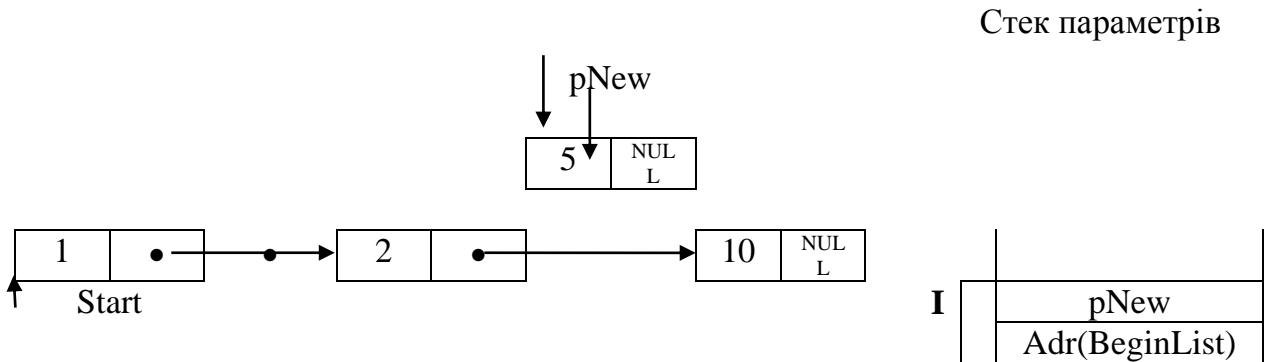 Стек параметрів
pNew
5 NUL
L
1 2 10 NUL
L
Start
I pNew
Adr(BeginList)